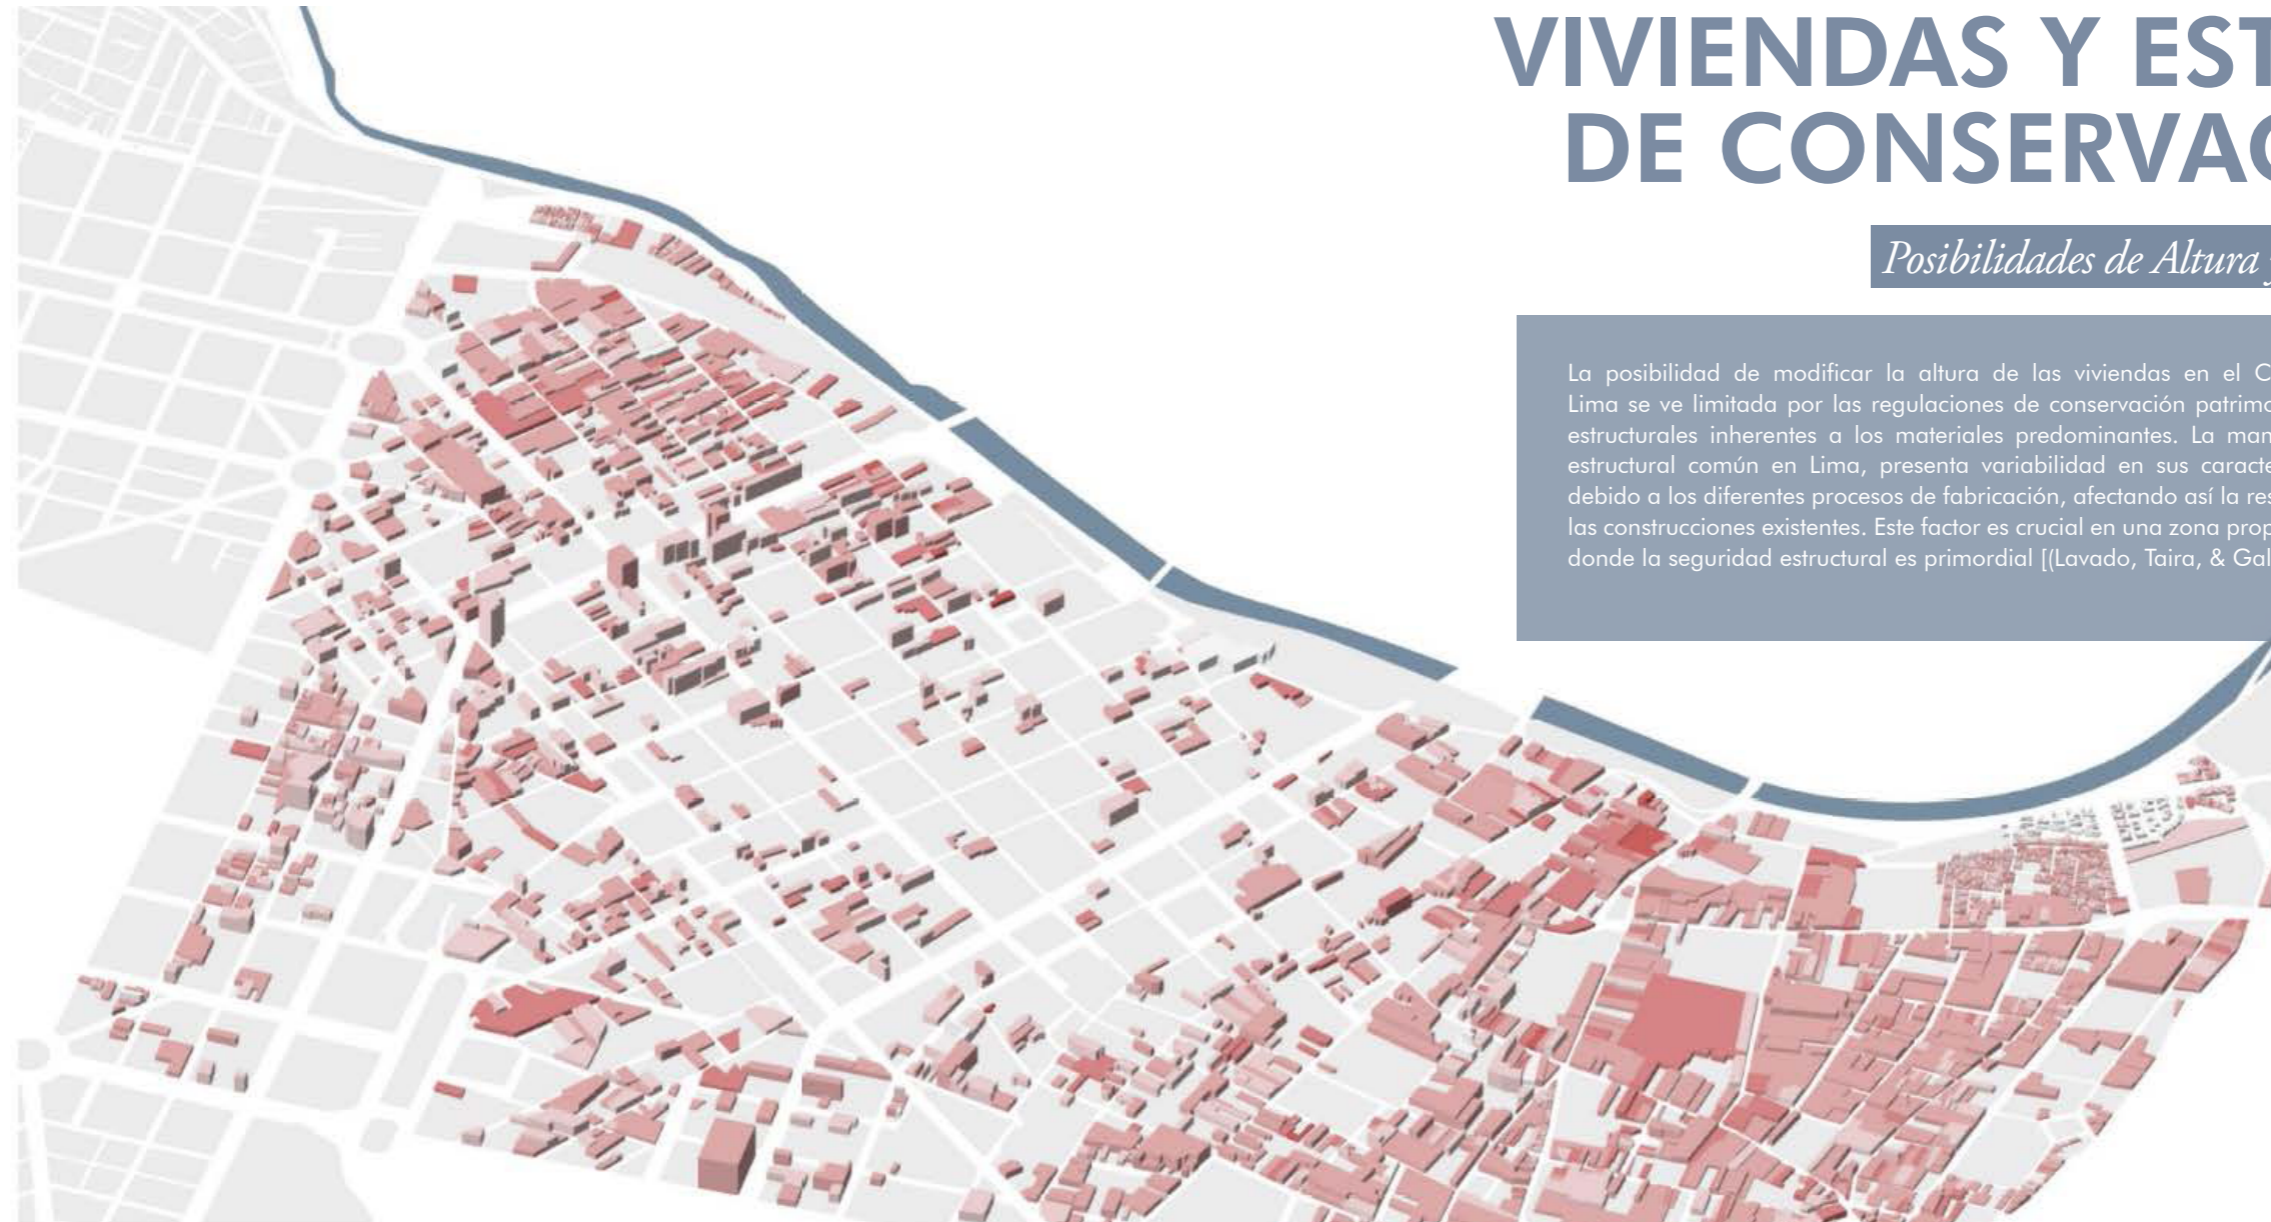 VIVIENDAS Y EST
DE CONSERVAC
Posibilidades de Altura y
La posibilidad de modificar la altura de las viviendas en el C
Lima se ve limitada por las regulaciones de conservación patrimo
estructurales inherentes a los materiales predominantes. La mam
estructural común en Lima, presenta variabilidad en sus caracte
debido a los diferentes procesos de fabricación, afectando así la res
las construcciones existentes. Este factor es crucial en una zona prop
donde la seguridad estructural es primordial [(Lavado, Taira, & Gal